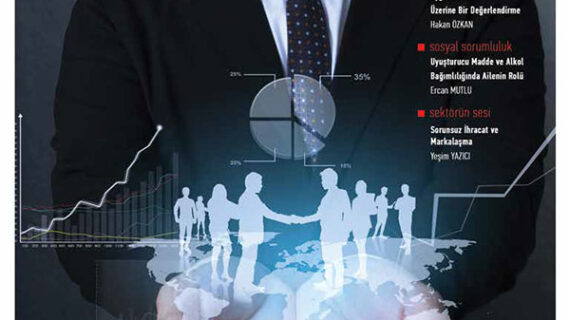 Üzerine Bir Değerlendirme
Hakan ÖZKAN
sosyal sorumluluk
Uyuşturucu Madde ve Alkol
Bağımlılığında Ailenin Rolü
Ercan MUTLU
sektörün sesi
Sorunsuz İhracat ve
Markalaşma
Yeşim YAZICI
25%
35%
20%
10%